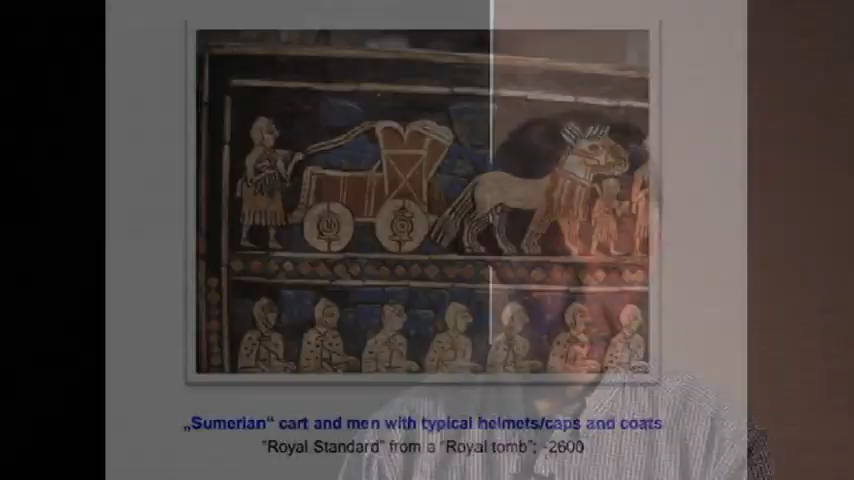 „Sumerian“ cart and men with typical helmets/caps and coats
"Royal Standard" from a "Royal tomb"; -2600